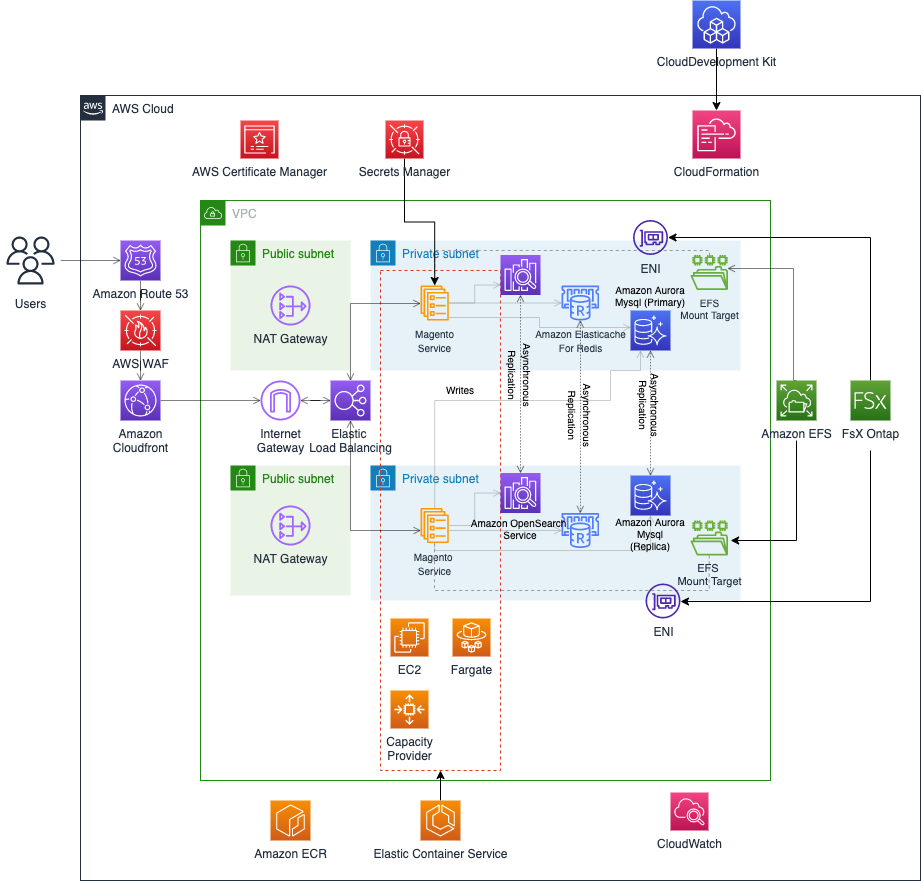 CloudDevelopment Kit
aws
AWS Cloud
AWS Certificate Manager
Secrets Manager
CloudFormation
VPC
Public subnet
Private subnet
ENI
53
Users
Amazon Route 53
NAT Gateway
Magento
Service
Amazon Elasticache
For Redis
R
Amazon Aurora
Mysql (Primary)
EFS
Mount Target
AWS WAF
Amazon
Cloudfront
Internet
Gateway
Elastic
Load Balancing
Writes
Asynchronous
Replication
Asynchronous
Replication
Asynchronous
Replication
Amazon EFS
FSx
FsX Ontap
Public subnet
Private subnet
NAT Gateway
Magento
Service
Amazon OpenSearch
Service
R
Amazon Aurora
Mysql
(Replica)
EFS
Mount Target
ENI
EC2
Fargate
Capacity
Provider
Amazon ECR
Elastic Container Service
CloudWatch